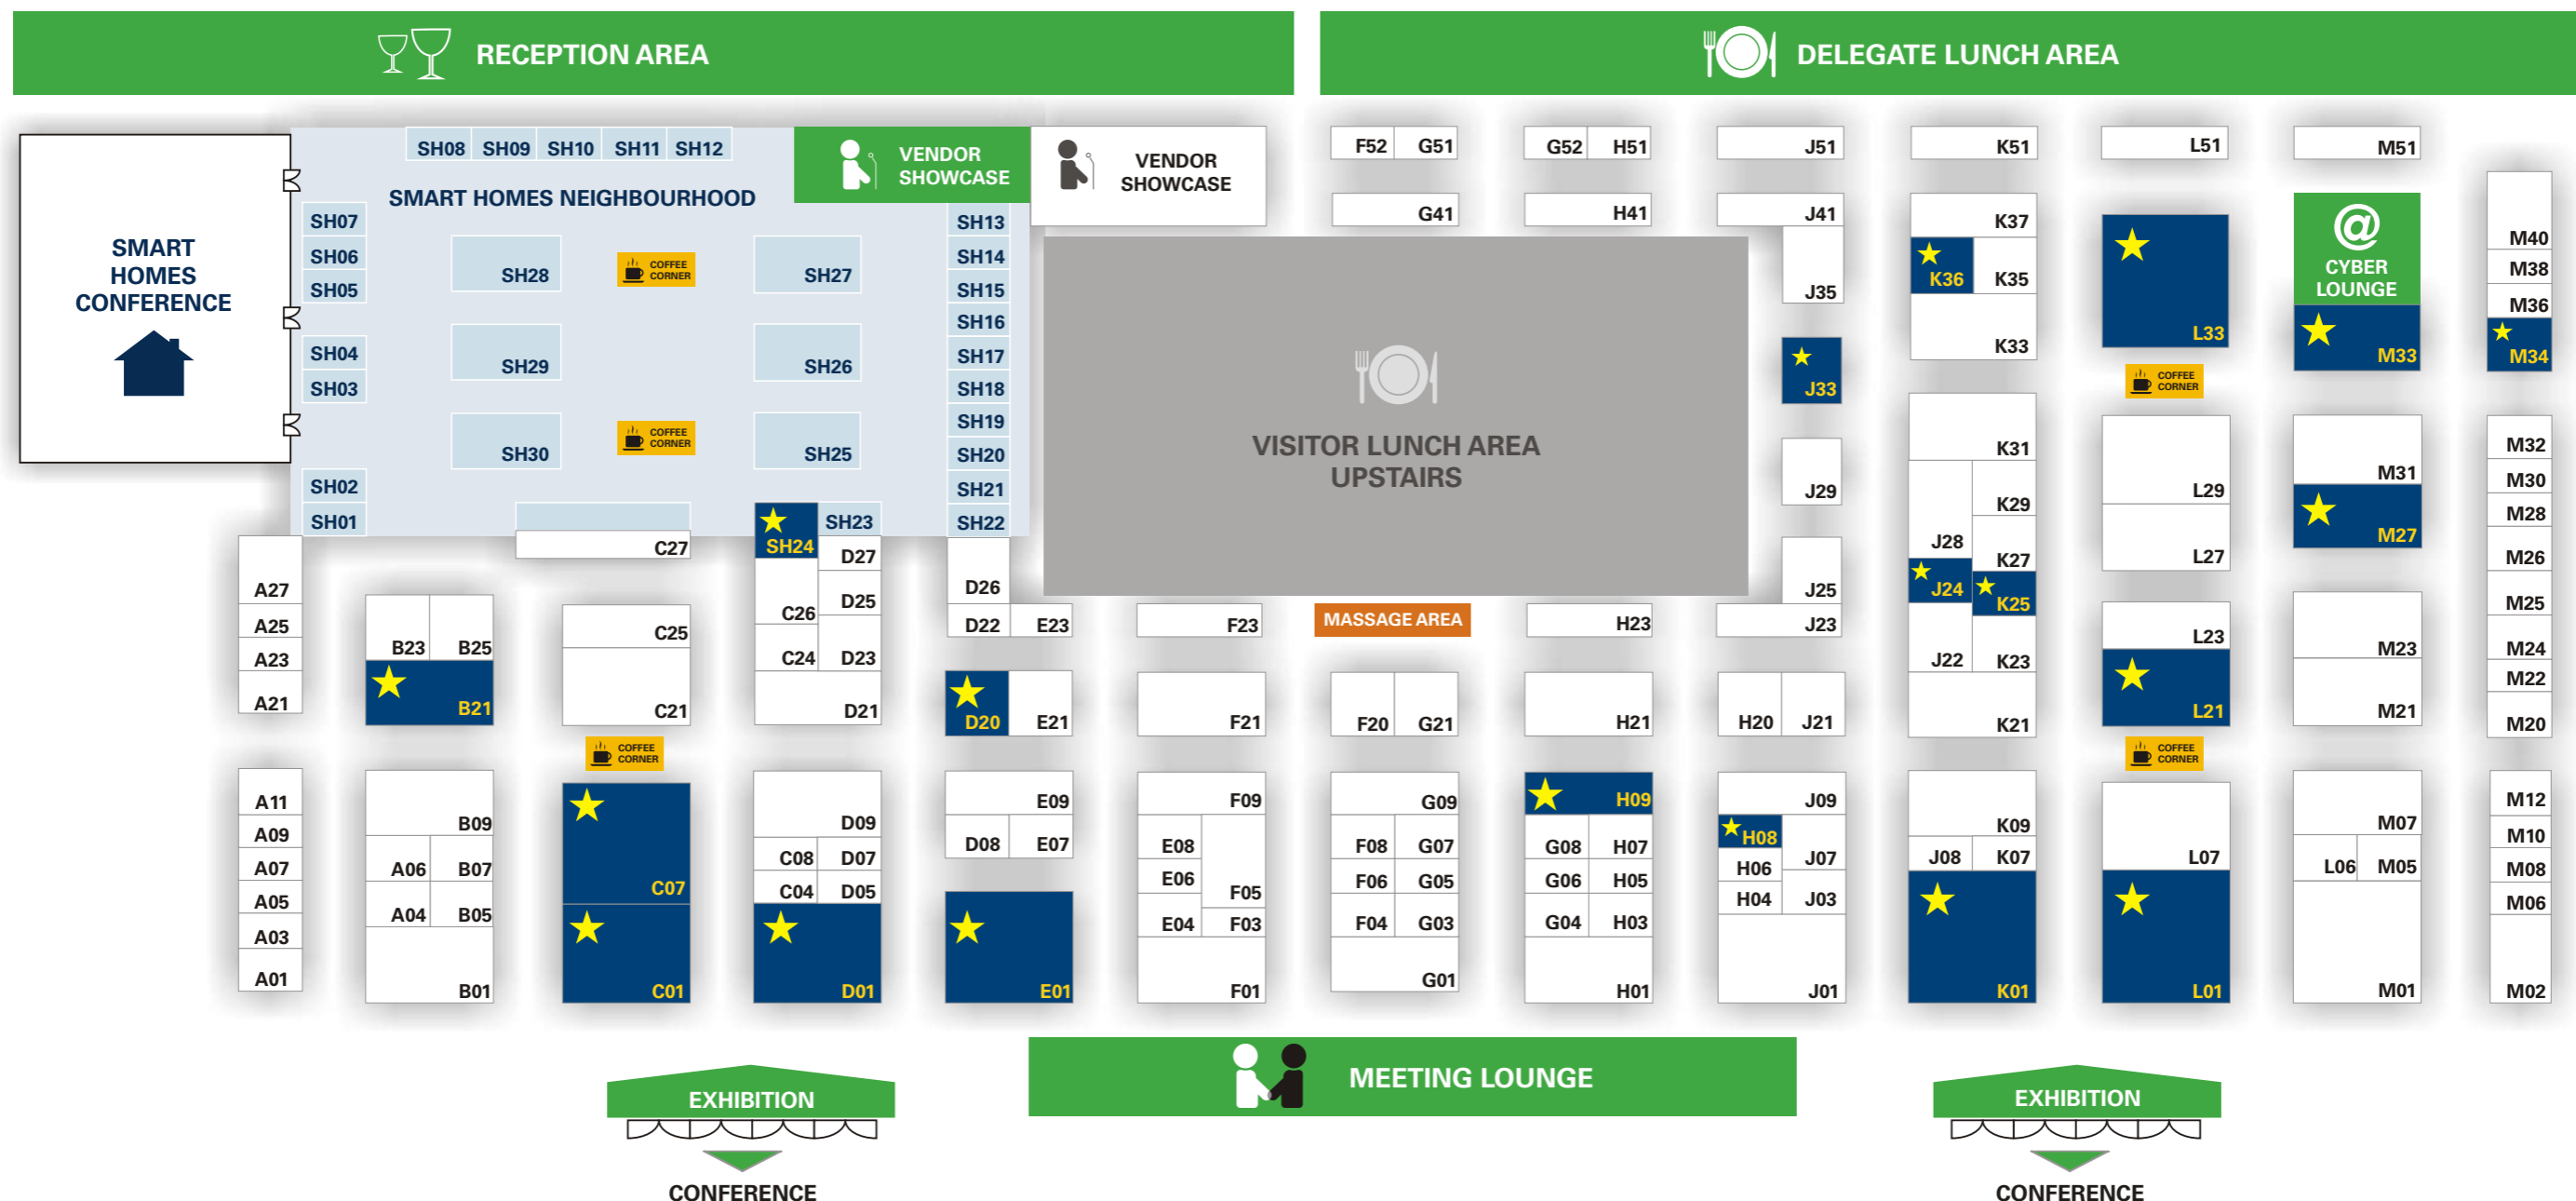 RECEPTION AREA
DELEGATE LUNCH AREA
SMART
HOMES
CONFERENCE
SH08 SH09 SH10 SH11 SH12
SMART HOMES NEIGHBOURHOOD
VENDOR
SHOWCASE
VENDOR
SHOWCASE
SH07
SH06
SH05
SH04
SH03
SH02
SH01
SH28
SH29
SH30
COFFEE
CORNER
COFFEE
CORNER
SH27
SH26
SH25
SH24
SH23
SH13
SH14
SH15
SH16
SH17
SH18
SH19
SH20
SH21
SH22
VISITOR LUNCH AREA
UPSTAIRS
MASSAGE AREA
F52 G51
G41
G52 H51
H41
J51
J41
J35
J33
J29
J25
J23
K51
K37
K36 K35
K33
K31
K29
J28 K27
J24 K25
J22 K23
K21
L51
L33
COFFEE
CORNER
L29
L27
L23
L21
COFFEE
CORNER
M51
@
CYBER
LOUNGE
M33
M31
M27
M23
M21
M40
M38
M36
M34
M32
M30
M28
M26
M25
M24
M22
M20
A27
A25
A23
A21
B23 B25
B21
C27
C25
C21
COFFEE
CORNER
D27
C26 D25
C24 D23
D21
D26
D22 E23
D20 E21
F23
F21
F20 G21
H23
H21
H20 J21
A11
A09
A07
A05
A03
A01
B09
A06 B07
A04 B05
B01
C07
C01
D09
C08 D07
C04 D05
D01
E09
D08 E07
E01
F09
E08
E06 F05
E04 F03
F01
G09
F08 G07
F06 G05
F04 G03
G01
H09
G08 H07
G06 H05
G04 H03
H01
J09
H08 J07
H06
H04 J03
J01
K09
J08 K07
K01
L07
L01
M07
L06 M05
M01
M12
M10
M08
M06
M02
EXHIBITION
CONFERENCE
MEETING LOUNGE
EXHIBITION
CONFERENCE